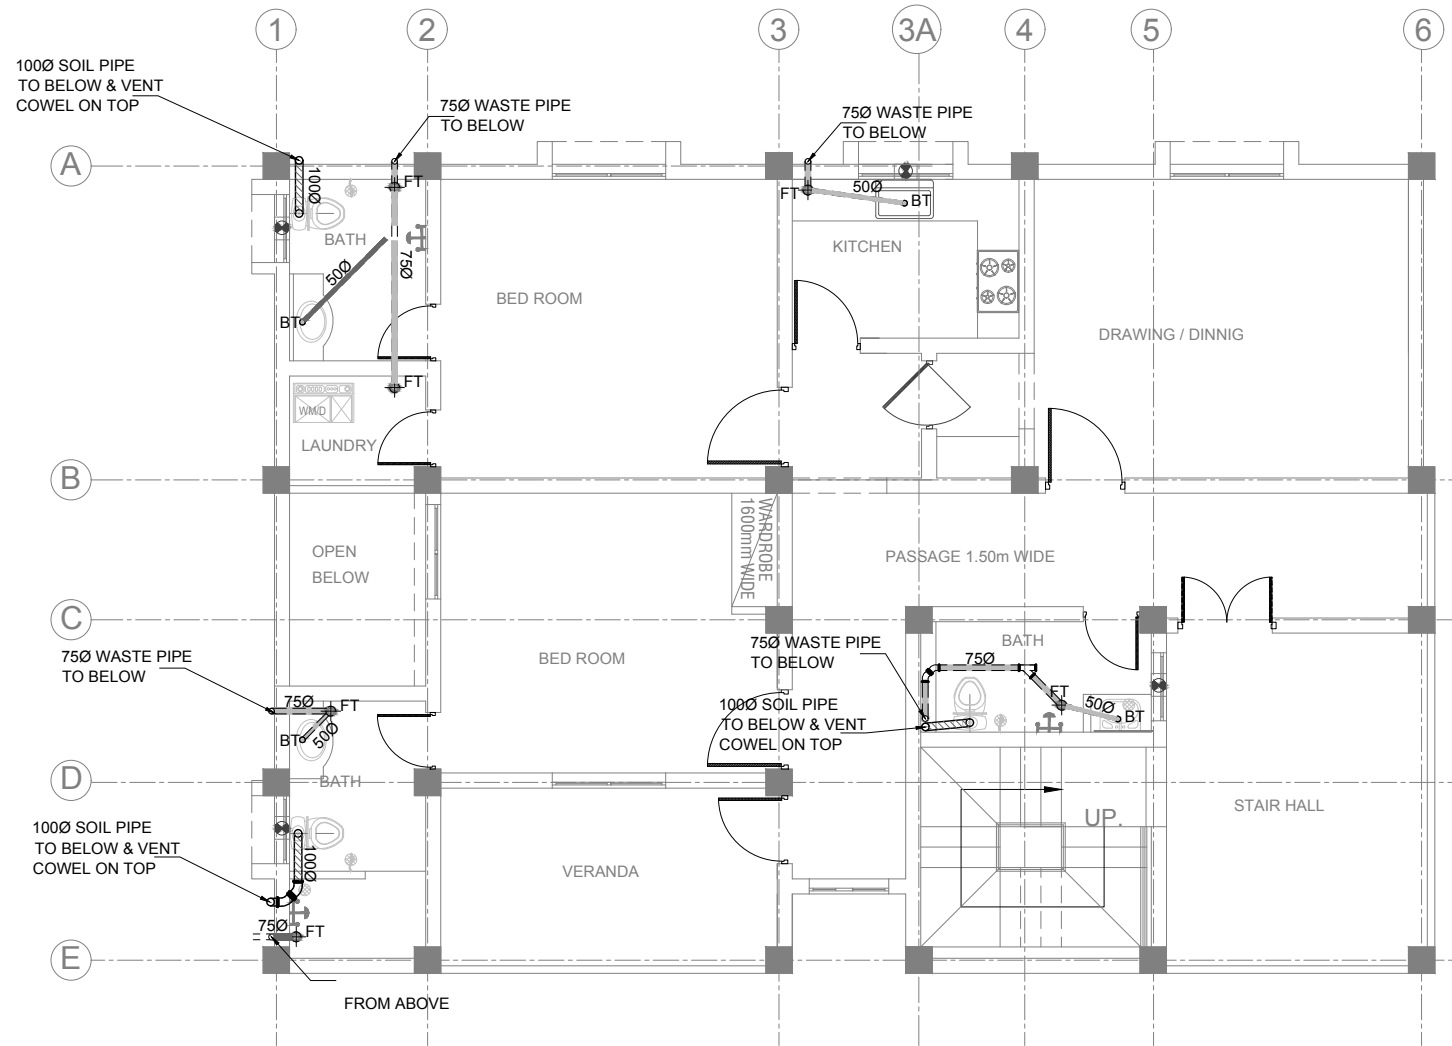 1
2
3
3A
4
5
6
100Ø SOIL PIPE
TO BELOW & VENT
COWEL ON TOP
75Ø WASTE PIPE
TO BELOW
75Ø WASTE PIPE
TO BELOW
A
FT
100Ø
BATH
50Ø
75Ø
BT
FT
WM/D
LAUNDRY
BED ROOM
FT
50Ø
BT
KITCHEN
DRAWING / DINNIG
B
OPEN
BELOW
WARDROBE
1600mm WIDE
PASSAGE 1.50m WIDE
C
75Ø WASTE PIPE
TO BELOW
75Ø
FT
BT
50Ø
BED ROOM
75Ø WASTE PIPE
TO BELOW
100Ø SOIL PIPE
TO BELOW & VENT
COWEL ON TOP
BATH
75Ø
FT
50Ø
BT
D
BATH
100Ø SOIL PIPE
TO BELOW & VENT
COWEL ON TOP
100Ø
75Ø
FT
VERANDA
UP.
STAIR HALL
E
FROM ABOVE